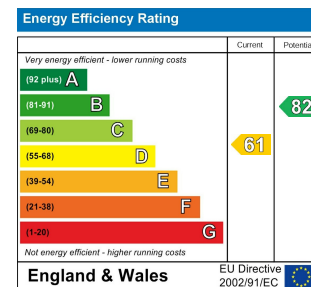 Energy Efficiency Rating
Current Potentia
Very energy efficient - lower running costs
(92 plus) A
(81-91) B
82
(69-80) C
61
(55-68) D
(39-54) E
(21-38) F
(1-20) G
Not energy efficient - higher running costs
England & Wales
EU Directive
2002/91/EC